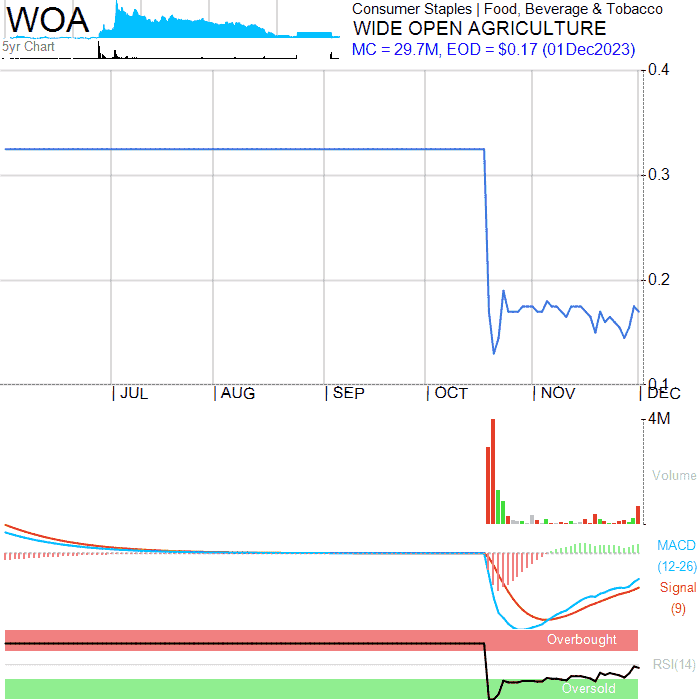 WOA
5yr Chart
Consumer Staples | Food, Beverage & Tobacco
WIDE OPEN AGRICULTURE
MC = 29.7M, EOD = $0.17 (01Dec2023)
0.4
0.3
0.2
0.1
JUL AUG SEP OCT NOV DEC
4M
Volume
MACD
(12-26)
Signal
(9)
Overbought
RSI(14)
Oversold